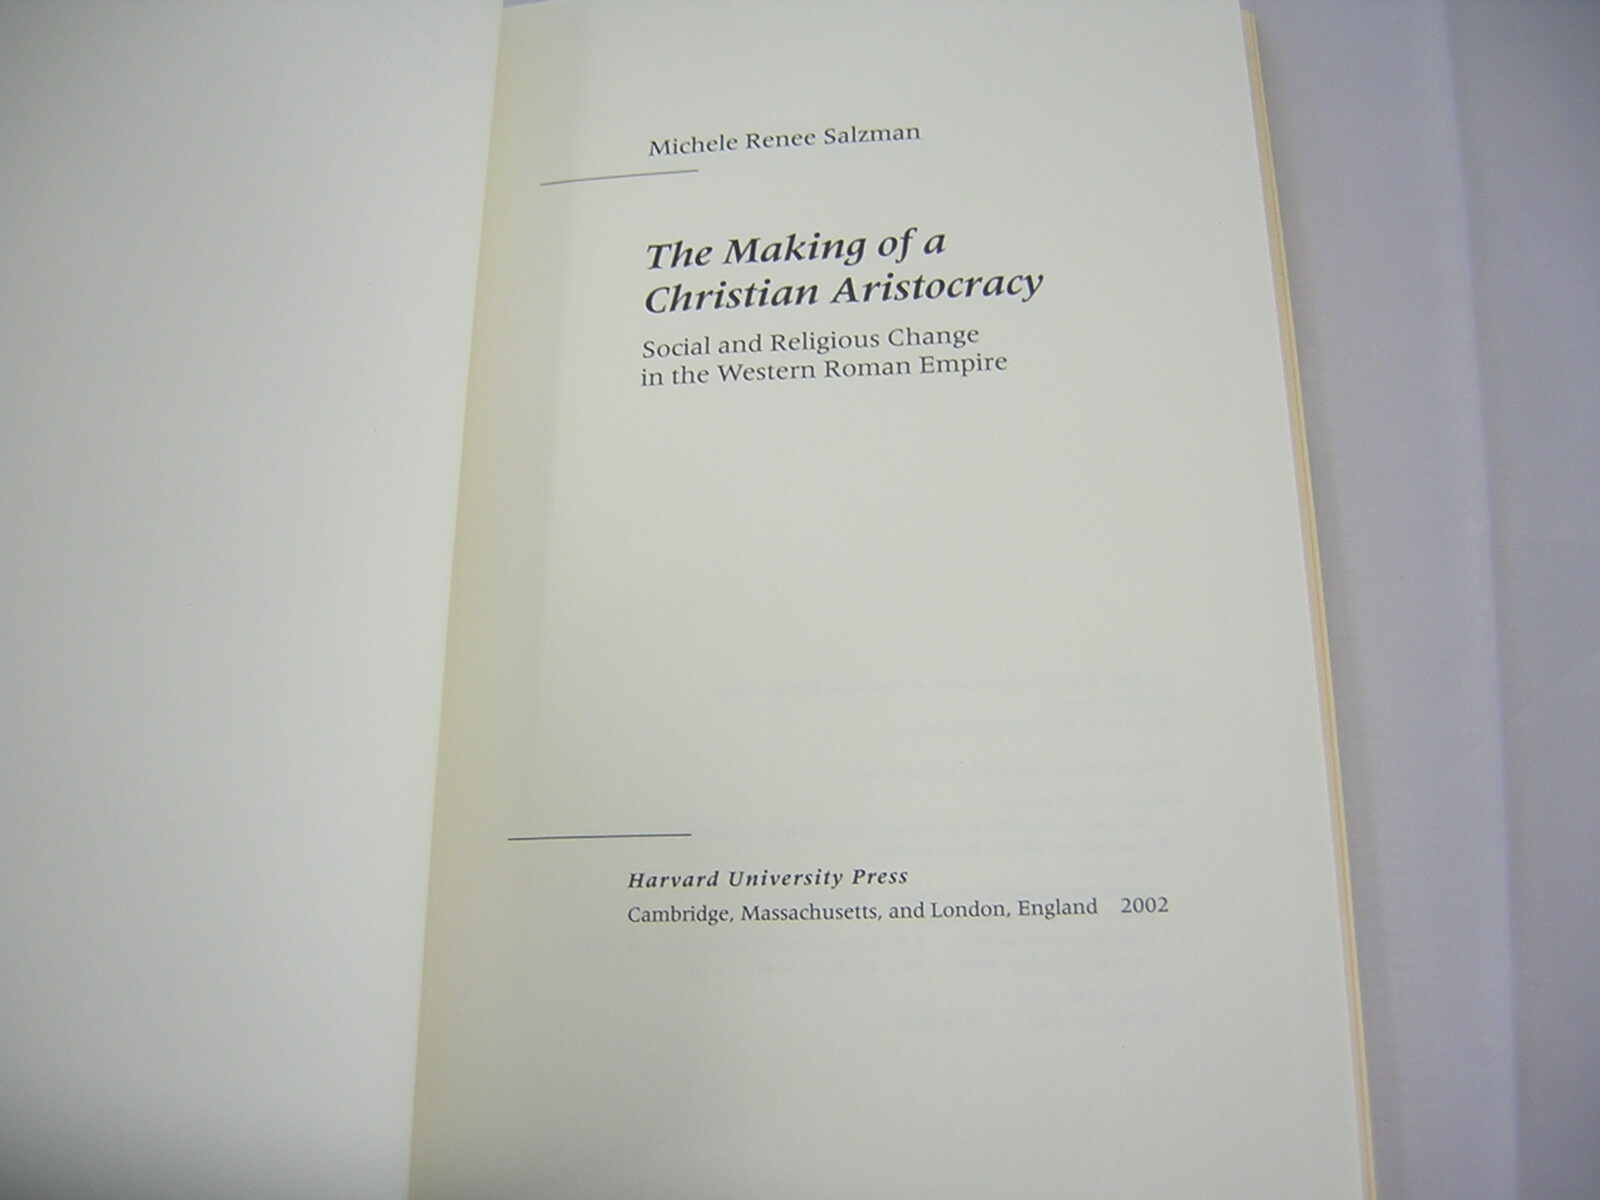 Michele Renee Salzman
The Making of a
Christian Aristocracy
Social and Religious Change
in the Western Roman Empire
Harvard University Press
Cambridge, Massachusetts, and London, England 2002